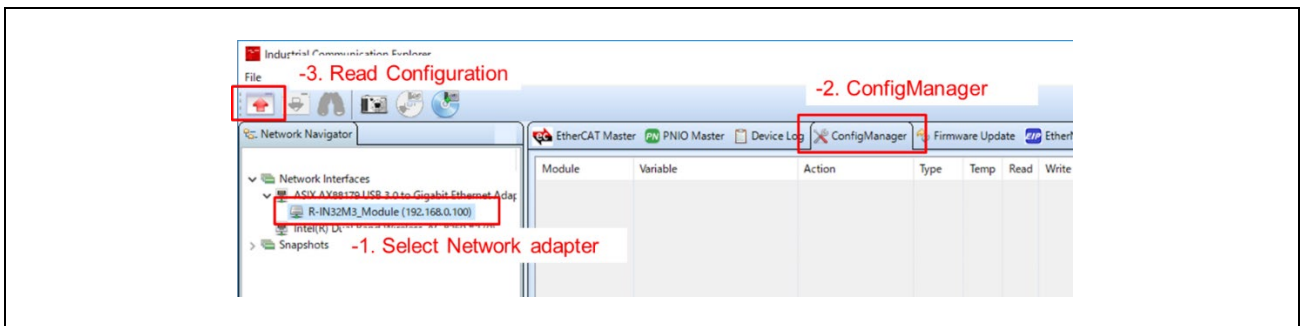 Industrial Communication Explorer
File
-3. Read Configuration
-2. ConfigManager
Network Navigator
EtherCAT Master PNIO Master Device Log ConfigManager Firmware Update
Module Variable Action Type Temp Read Write
Network Interfaces
ASIX AX88179 USB 3.0 to Gigabit Ethernet Adap
R-IN32M3_Module (192.168.0.100)
Intel(R)
Snapshots
-1. Select Network adapter